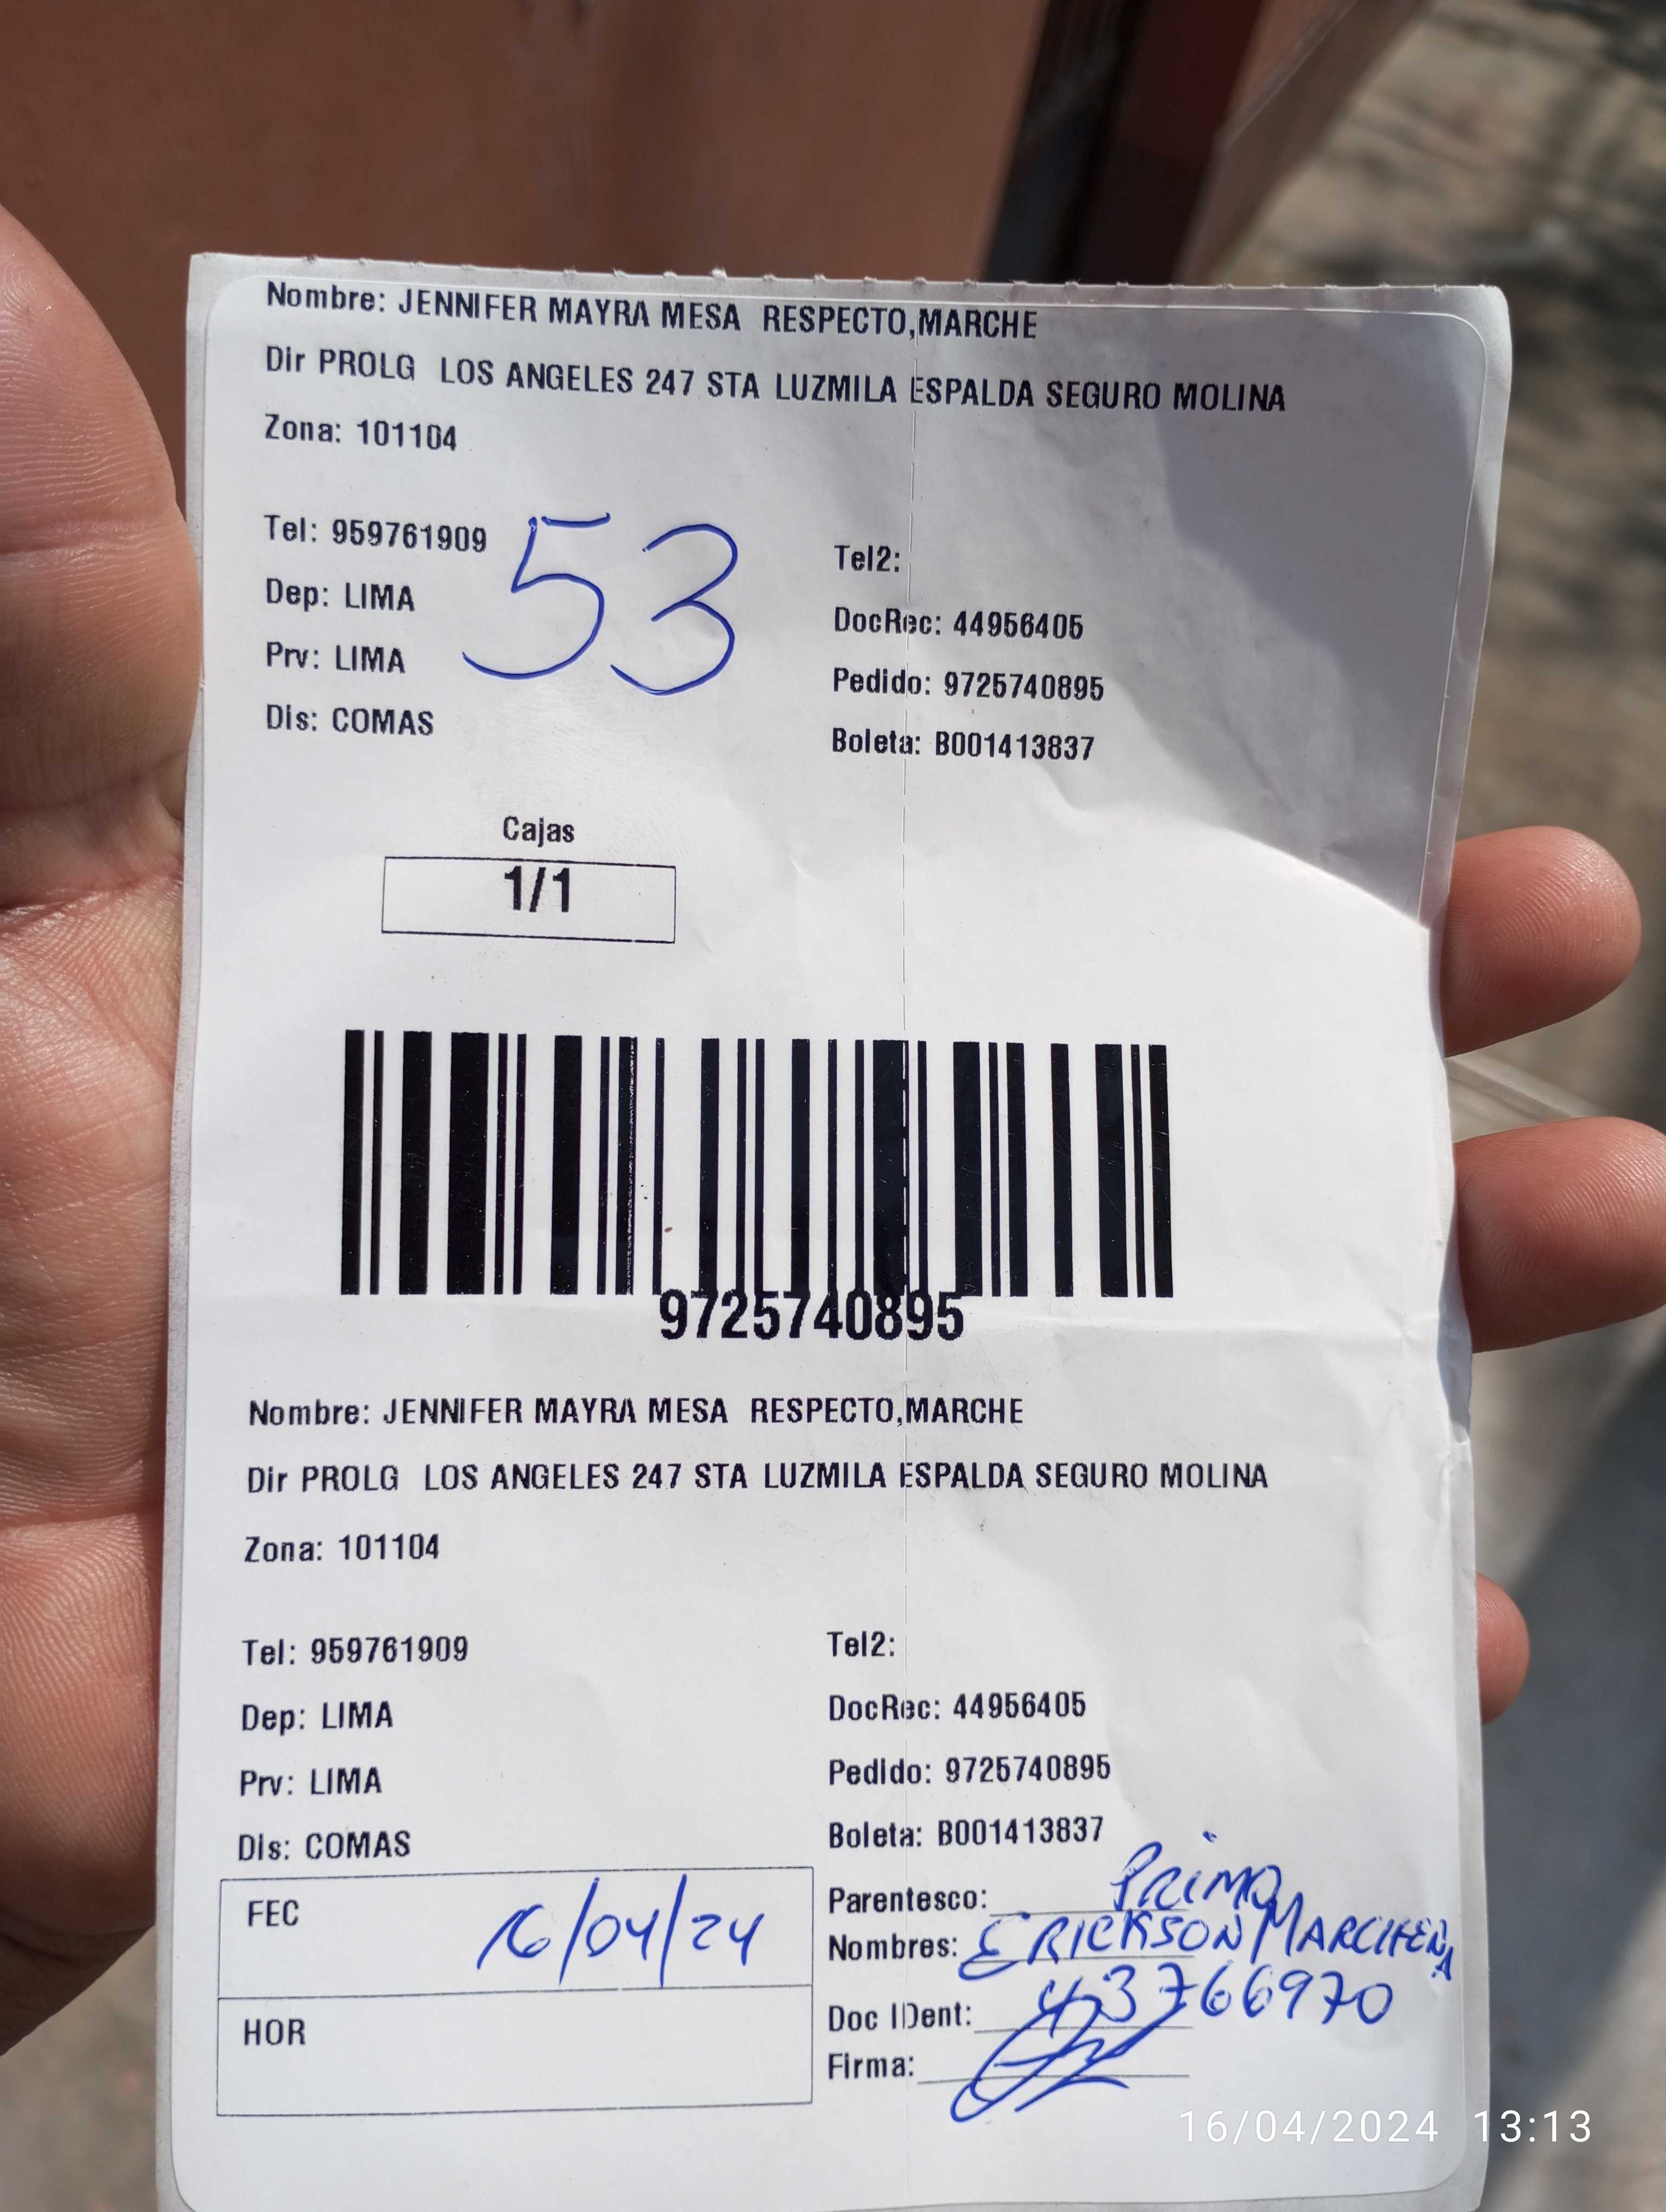 Nombre: JENNIFER MAYRA MESA RESPECTO,MARCHE
Dir PROLG LOS ANGELES 247 STA LUZMILA ESPALDA SEGURO MOLINA
Zona: 101104
Tel: 959761909
53
Tel2:
Dep: LIMA
DocRec: 44956405
Prv: LIMA
Pedido: 9725740895
Dis: COMAS
Boleta: B001413837
Cajas
1/1
9725740895
Nombre: JENNIFER MAYRA MESA RESPECTO,MARCHE
Dir PROLG LOS ANGELES 247 STA LUZMILA ESPALDA SEGURO MOLINA
Zona: 101104
Tel: 959761909
Tel2:
Dep: LIMA
DocRec: 44956405
Prv: LIMA
Pedido: 9725740895
Dis: COMAS
Boleta: B001413837
FEC 16/04/24
HOR
Parentesco: PRIMO
Nombres: ERICKSON
Doc IDent: 43766970
Firma:
16/04/2024 13:13